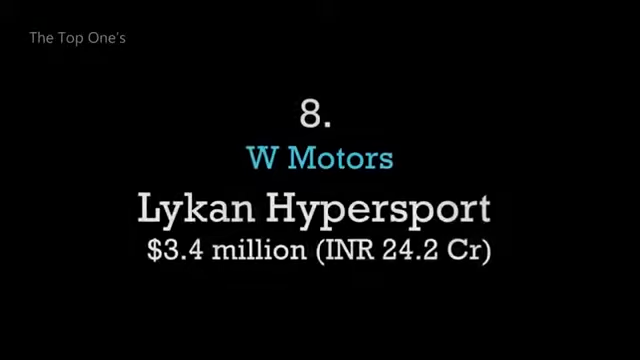 The Top One's
8.
W Motors
Lykan Hypersport
$3.4 million (INR 24.2 Cr)